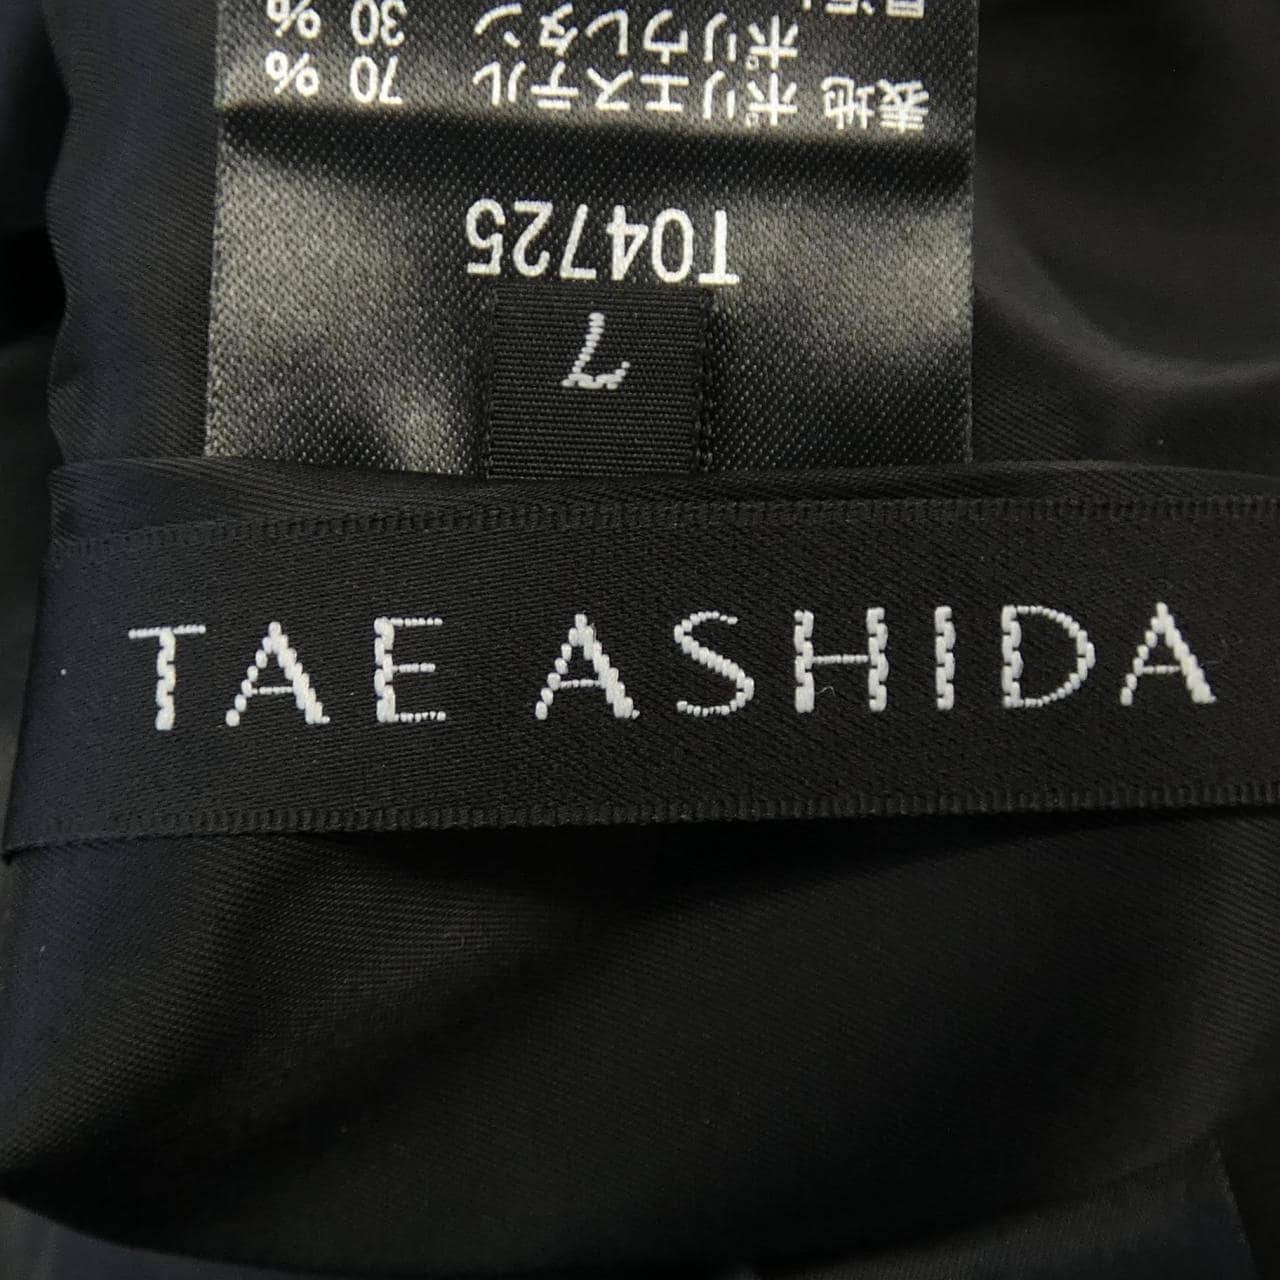 TAE ASHIDA
7
T04725
表地 ポリエステル 70 %
ポリウレタン 30 %